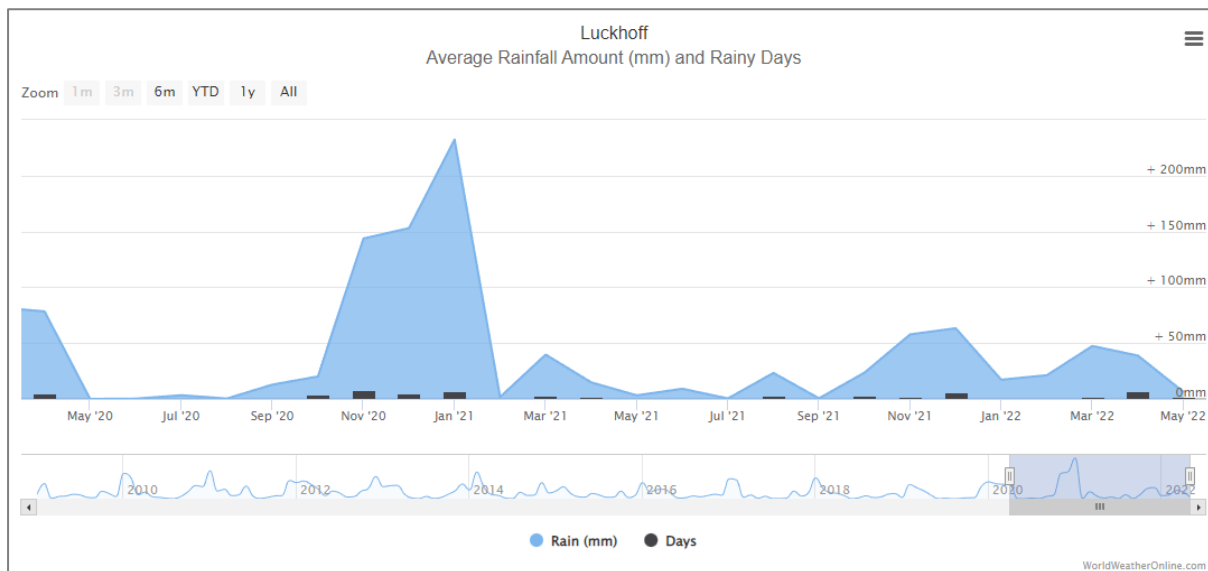 Luckhoff
Average Rainfall Amount (mm) and Rainy Days
Zoom 1m 3m 6m YTD 1y All
+ 200mm
+ 150mm
+ 100mm
+ 50mm
0mm
May '20 Jul '20 Sep '20 Nov '20 Jan '21 Mar '21 May '21 Jul '21 Sep '21 Nov '21 Jan '22 Mar '22 May '22
2010 2012 2014 2016 2018 2020 2022
Rain (mm) Days
WorldWeatherOnline.com